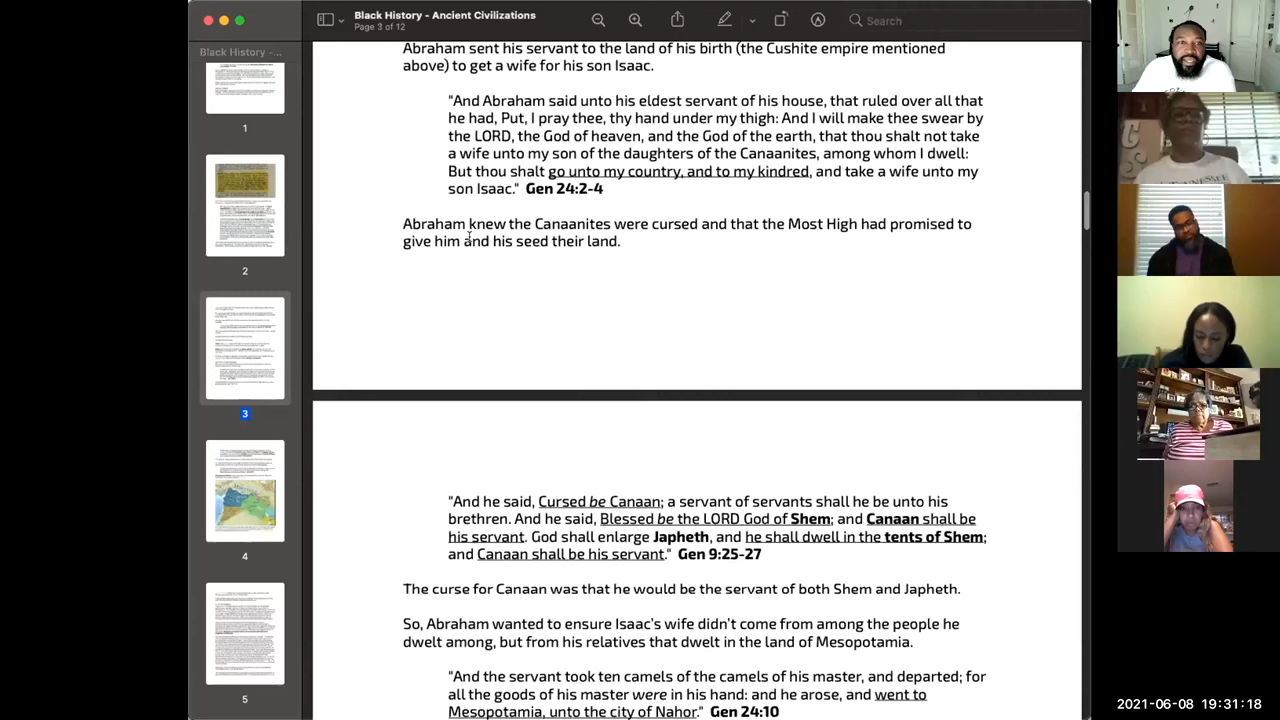 Black History - Ancient Civilizations
Page 3 of 12
Search
Black History -...
1
2
3
4
5
Abraham sent his servant to the land of his birth (the Cushite empire mentioned
above) to get a wife for his son Isaac.
"And Abraham said unto his eldest servant of his house, that ruled over all that
he had, Put, I pray thee, thy hand under my thigh: And I will make thee swear by
the LORD, the God of heaven, and the God of the earth, that thou shalt not take
a wife unto my son of the daughters of the Canaanites, among whom I dwell:
But thou shalt go unto my country, and to my kindred, and take a wife unto my
son Isaac." Gen 24:2-4
Abraham knew the Canaanites were cursed and that the Most High had promised to
give him and his seed their land.
"And he said, Cursed be Canaan; a servant of servants shall he be unto his
brethren. And he said, Blessed be the LORD God of Shem; and Canaan shall be
his servant. God shall enlarge Japheth, and he shall dwell in the tents of Shem;
and Canaan shall be his servant." Gen 9:25-27
The curse for Canaan was that he would be the servant of both Shem and Japheth.
So, Abraham wanted to ensure Isaac's wife didn't come from among the people he
dwelt with, the Canaanites. His servant went to the land of Mesopotamia.
"And the servant took ten camels of the camels of his master, and departed; for
all the goods of his master were in his hand: and he arose, and went to
Mesopotamia, unto the city of Nahor." Gen 24:10
2021-06-08 19:31:18